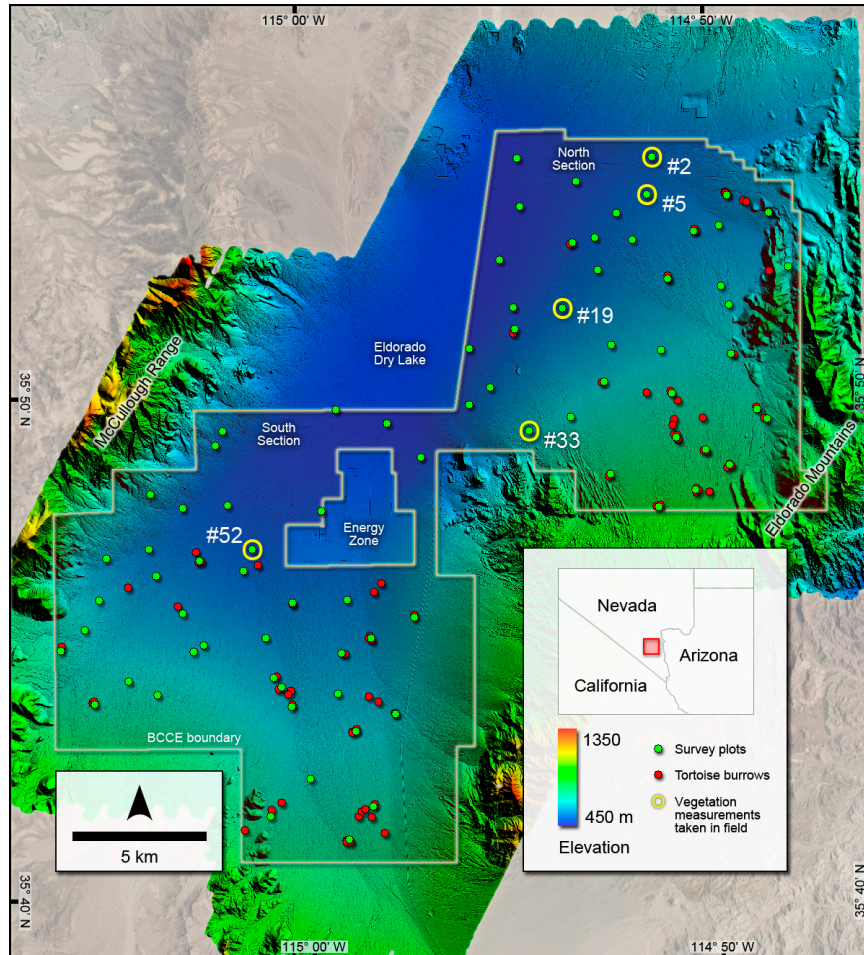 115° 00' W
114° 50' W
North
Section
#2
#5
#19
Eldorado
Dry Lake
McCullough Range
35° 50' N
35° 50' N
South
Section
#33
Eldorado Mountains
#52
Energy
Zone
Nevada
Arizona
California
BCCE boundary
1350
450 m
Elevation
Survey plots
Tortoise burrows
Vegetation
measurements
taken in field
5 km
35° 40' N
35° 40' N
115° 00' W
114° 50' W